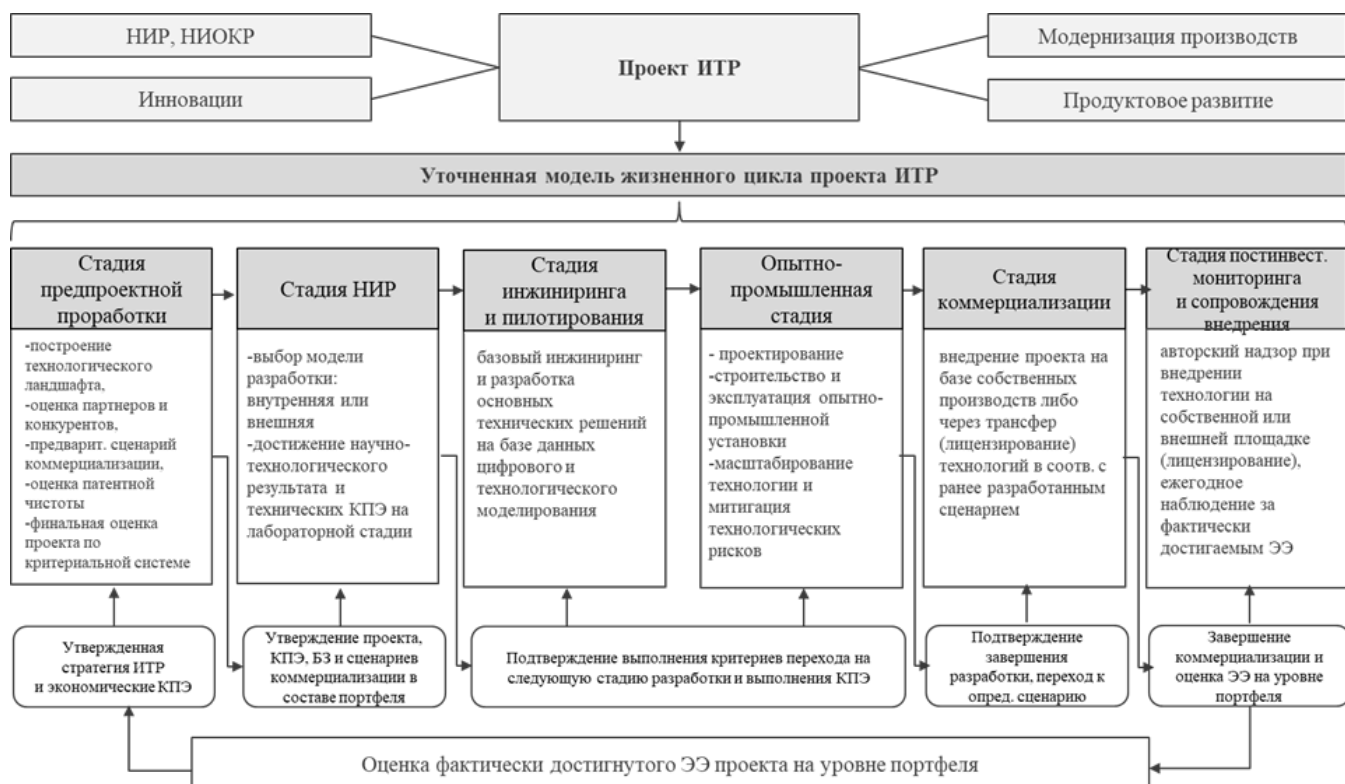 НИР, НИОКР
Инновации
Проект ИТР
Модернизация производств
Продуктовое развитие
Уточненная модель жизненного цикла проекта ИТР
Стадия
предпроектной
проработки
-построение
технологического
ландшафта,
-оценка партнеров и
конкурентов,
-предварит. сценарий
коммерциализации,
-оценка патентной
чистоты
-финальная оценка
проекта по
критериальной системе
Стадия НИР
-выбор модели
разработки:
внутренняя или
внешняя
-достижение научно-
технологического
результата и
технических КПЭ на
лабораторной стадии
Стадия
инжиниринга
и пилотирования
базовый инжиниринг
и разработка
основных
технических решений
на базе данных
цифрового и
технологического
моделирования
Опытно-
промышленная
стадия
- проектирование
-строительство и
эксплуатация опытно-
промышленной
установки
-масштабирование
технологии и
митигация
технологических
рисков
Стадия
коммерциализации
внедрение проекта на
базе собственных
производств либо
через трансфер
(лицензирование)
технологий в соотв. с
ранее разработанным
сценарием
Стадия постинвест.
мониторинга
и сопровождения
внедрения
авторский надзор при
внедрении
технологии на
собственной или
внешней площадке
(лицензирование),
ежегодное
наблюдение за
фактически
достигаемым ЭЭ
Утвержденная
стратегия ИТР
и экономические КПЭ
Утверждение проекта,
КПЭ, БЗ и сценариев
коммерциализации в
составе портфеля
Подтверждение выполнения критериев перехода на
следующую стадию разработки и выполнения КПЭ
Подтверждение
завершения
разработки, переход к
опред. сценарию
Завершение
коммерциализации и
оценка ЭЭ на уровне
портфеля
Оценка фактически достигнутого ЭЭ проекта на уровне портфеля